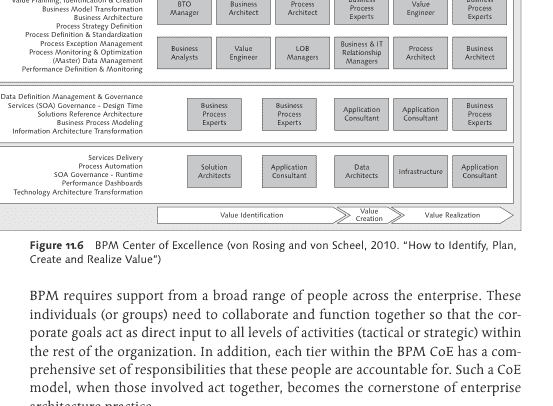 Business Model Transformation
Business Architecture
Process Strategy Definition
Process Definition & Standardization
Process Exception Management
Process Monitoring & Optimization
(Master) Data Management
Performance Definition & Monitoring
BTO Manager
Business Architect
Process Architect
Process Experts
Value Engineer
Process Experts
Business Analysts
Value Engineer
LOB Managers
Business & IT Relationship Managers
Process Architect
Business Architect
Data Definition Management & Governance
Services (SOA) Governance - Design Time
Solutions Reference Architecture
Business Process Modeling
Information Architecture Transformation
Business Process Experts
Business Process Experts
Application Consultant
Application Consultant
Business Process Experts
Services Delivery
Process Automation
SOA Governance - Runtime
Performance Dashboards
Technology Architecture Transformation
Solution Architects
Application Consultant
Data Architects
Infrastructure
Application Consultant
Value Identification
Value Creation
Value Realization
Figure 11.6 BPM Center of Excellence (von Rosing and von Scheel, 2010. “How to Identify, Plan,
Create and Realize Value”)
BPM requires support from a broad range of people across the enterprise. These
individuals (or groups) need to collaborate and function together so that the cor-
porate goals act as direct input to all levels of activities (tactical or strategic) within
the rest of the organization. In addition, each tier within the BPM CoE has a com-
prehensive set of responsibilities that these people are accountable for. Such a CoE
model, when those involved act together, becomes the cornerstone of enterprise
architecture practice.